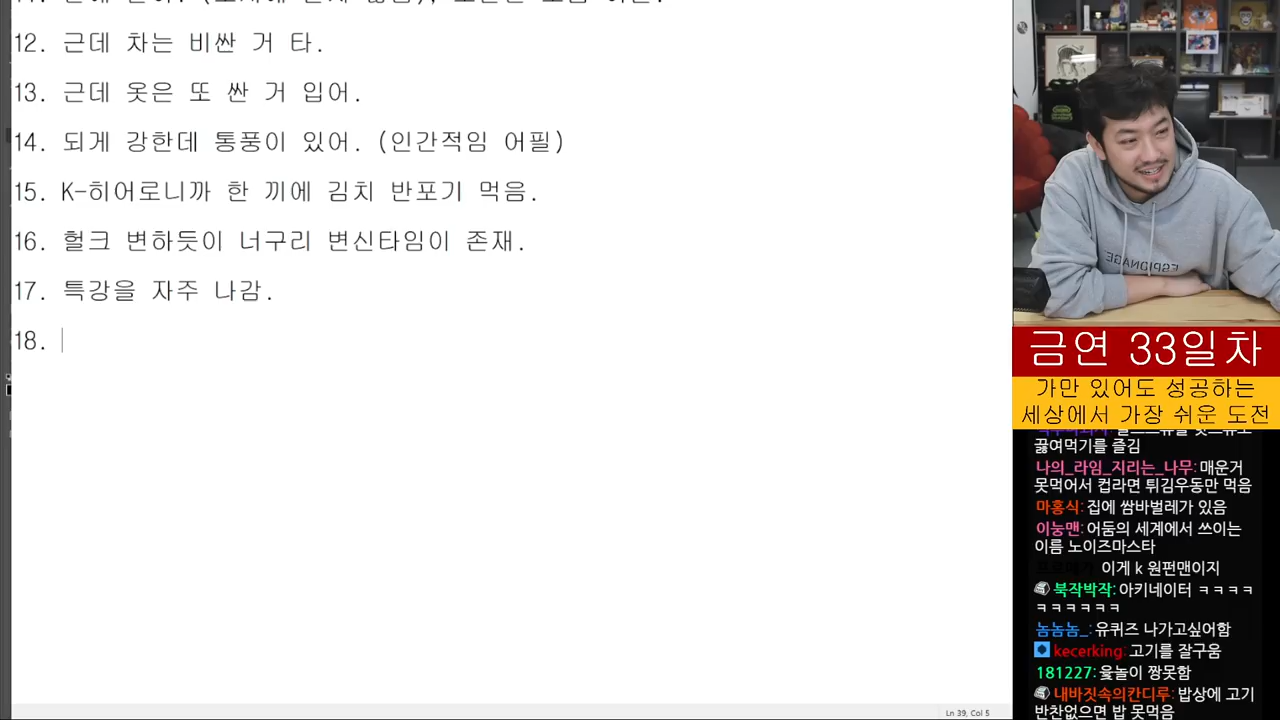 12. 근데 차는 비싼 거 타.
13. 근데 옷은 또 싼 거 입어.
14. 되게 강한데 통풍이 있어. (인간적임 어필)
15. K-히어로니까 한 끼에 김치 반포기 먹음.
16. 헐크 변하듯이 너구리 변신타임이 존재.
17. 특강을 자주 나감.
18.
Ln 39, Col 5
ESPIONAGE
금연 33일차
가만 있어도 성공하는
세상에서 가장 쉬운 도전
끓여먹기를 즐김
나의_라임_지리는_나무: 매운거
못먹어서 컵라면 튀김우동만 먹음
마홍식: 집에 쌈바벌레가 있음
이눙맨: 어둠의 세계에서 쓰이는
이름 노이즈마스타
이게 k 원펀맨이지
북작박작: 아키네이터 ㅋㅋㅋㅋ
ㅋㅋㅋㅋㅋㅋ
놈놈놈_: 유퀴즈 나가고싶어함
kecerking: 고기를 잘구움
181227: 윷놀이 짱못함
내바짓속의칸디루: 밥상에 고기
반찬없으면 밥 못먹음